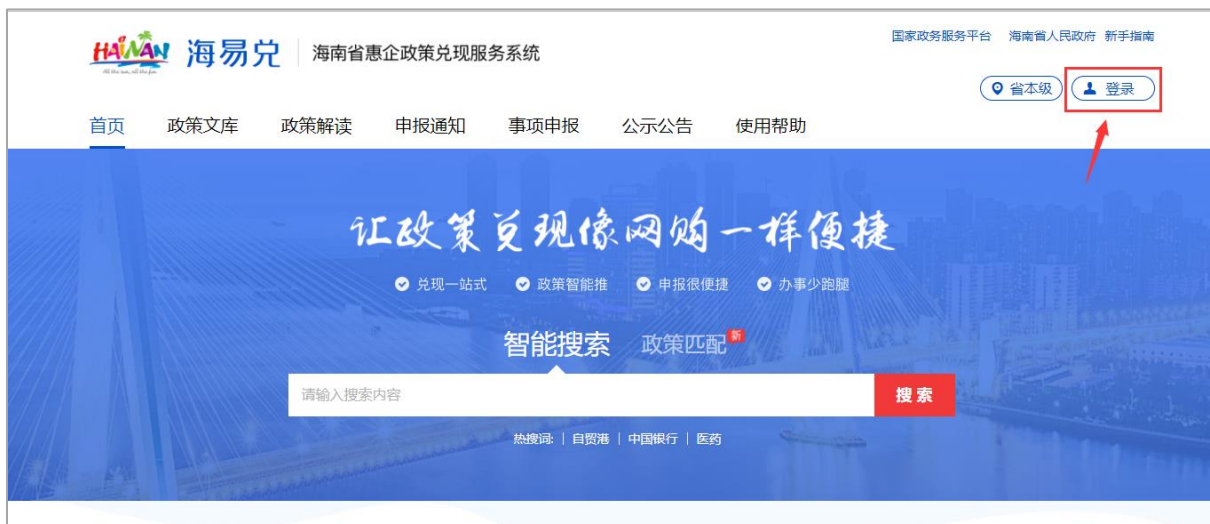 国家政务服务平台 海南省人民政府 新手指南
HAINAN 海易兑 海南省惠企政策兑现服务系统
省本级 登录
首页 政策文库 政策解读 申报通知 事项申报 公示公告 使用帮助
让政策兑现像网购一样便捷
兑现一站式 政策智能推 申报很便捷 办事少跑腿
智能搜索 政策匹配 新
请输入搜索内容 搜索
热搜词: | 自贸港 | 中国银行 | 医药